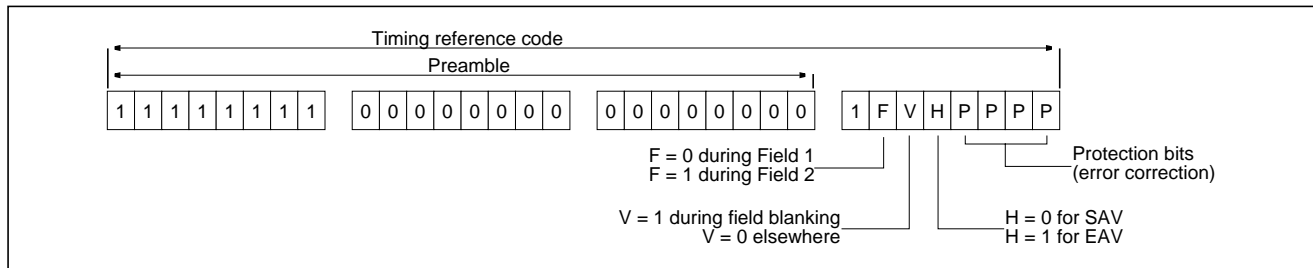 Timing reference code
Preamble
1 1 1 1 1 1 1 1 0 0 0 0 0 0 0 0 0 0 0 0 0 0 0 0 1 F V H P P P P
F = 0 during Field 1
F = 1 during Field 2
Protection bits
(error correction)
V = 1 during field blanking
V = 0 elsewhere
H = 0 for SAV
H = 1 for EAV